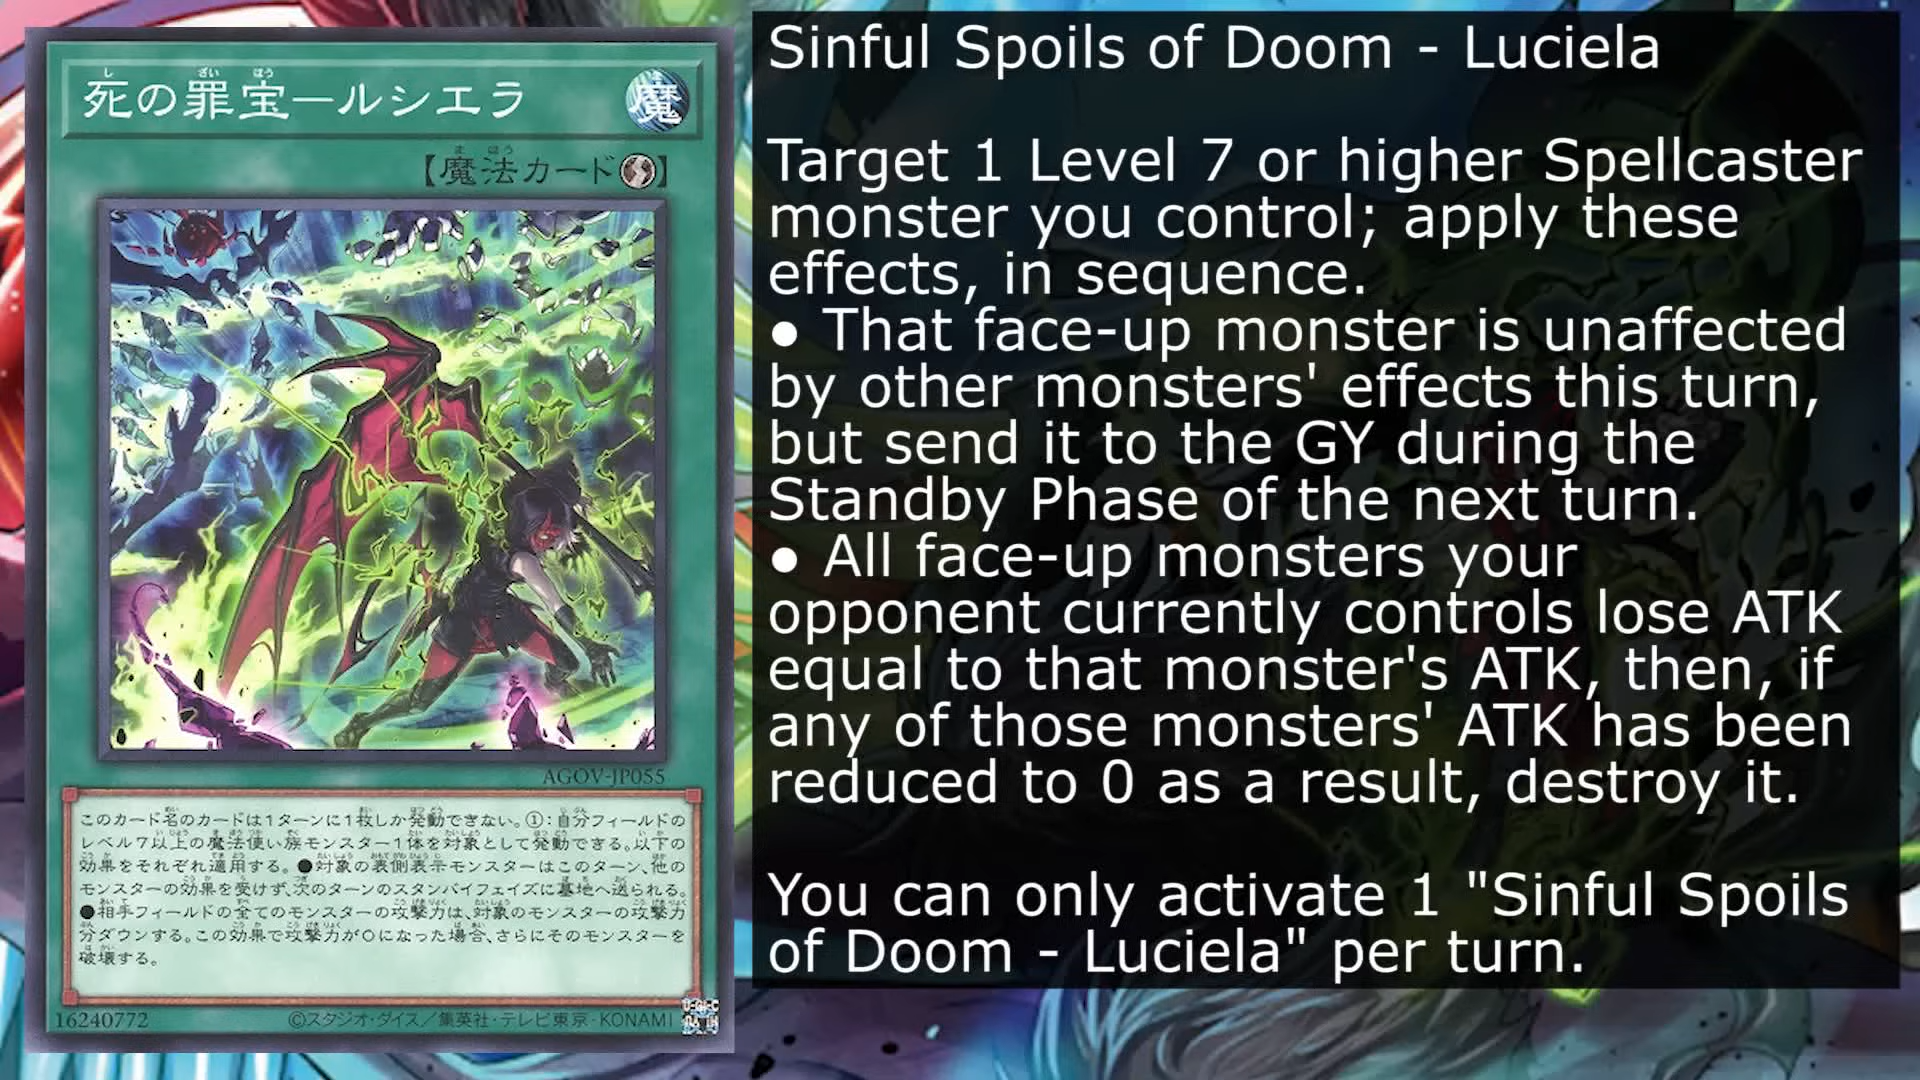 死の罪宝ールシエラ
魔
【魔法カード】
AGOV-JP055
このカード名のカードは1ターンに1枚しか発動できない。①:自分フィールドの
レベル7以上の魔法使い族モンスター1体を対象として発動できる。以下の
効果をそれぞれ適用する。●対象の表側表示モンスターはこのターン、他の
モンスターの効果を受けず、次のターンのスタンバイフェイズに墓地へ送られる。
●相手フィールドの全てのモンスターの攻撃力は、対象のモンスターの攻撃力
分ダウンする。この効果で攻撃力が0になった場合、さらにそのモンスターを
破壊する。
16240772
©スタジオ・ダイス／集英社・テレビ東京・KONAMI
Sinful Spoils of Doom - Luciela
Target 1 Level 7 or higher Spellcaster
monster you control; apply these
effects, in sequence.
● That face-up monster is unaffected
by other monsters' effects this turn,
but send it to the GY during the
Standby Phase of the next turn.
● All face-up monsters your
opponent currently controls lose ATK
equal to that monster's ATK, then, if
any of those monsters' ATK has been
reduced to 0 as a result, destroy it.
You can only activate 1 "Sinful Spoils
of Doom - Luciela" per turn.